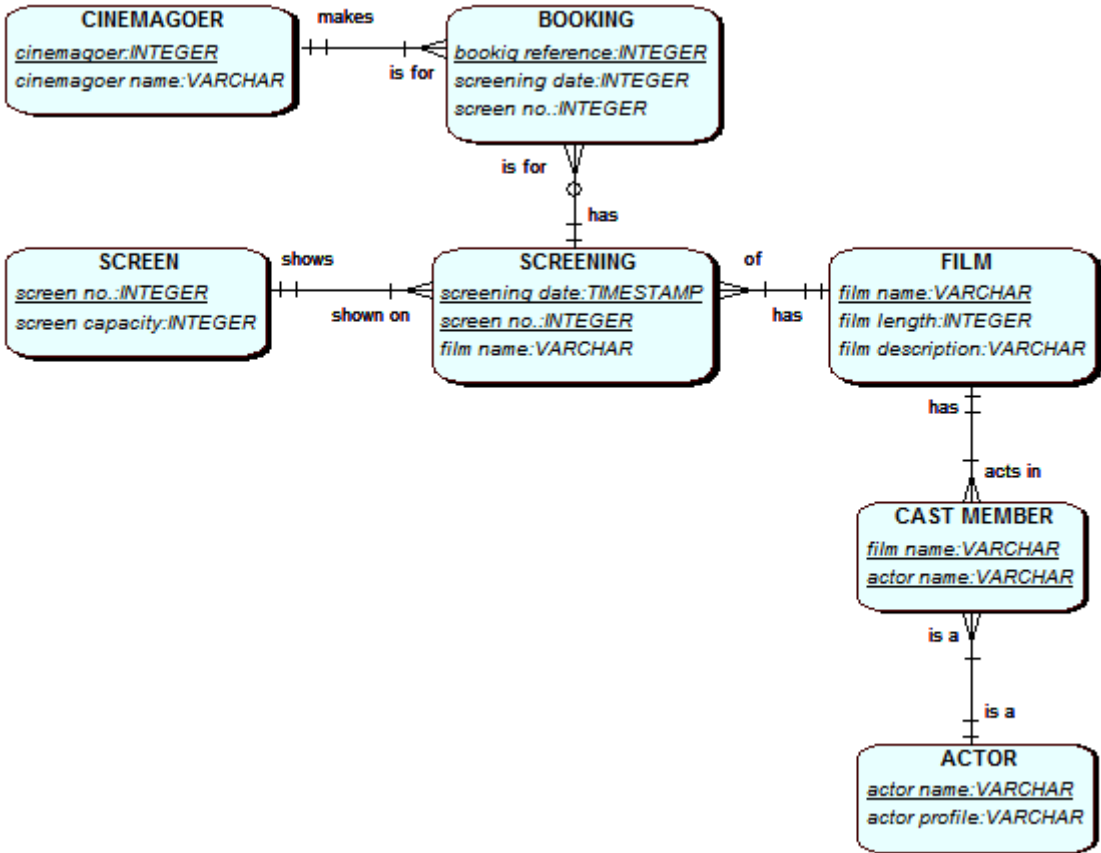 CINEMAGOER
cinemagoer:INTEGER
cinemagoer name:VARCHAR
makes
is for
BOOKING
bookiq reference:INTEGER
screening date:INTEGER
screen no.:INTEGER
is for
has
SCREEN
screen no.:INTEGER
screen capacity:INTEGER
shows
shown on
SCREENING
screening date:TIMESTAMP
screen no.:INTEGER
film name:VARCHAR
of
has
FILM
film name:VARCHAR
film length:INTEGER
film description:VARCHAR
has
acts in
CAST MEMBER
film name:VARCHAR
actor name:VARCHAR
is a
is a
ACTOR
actor name:VARCHAR
actor profile:VARCHAR